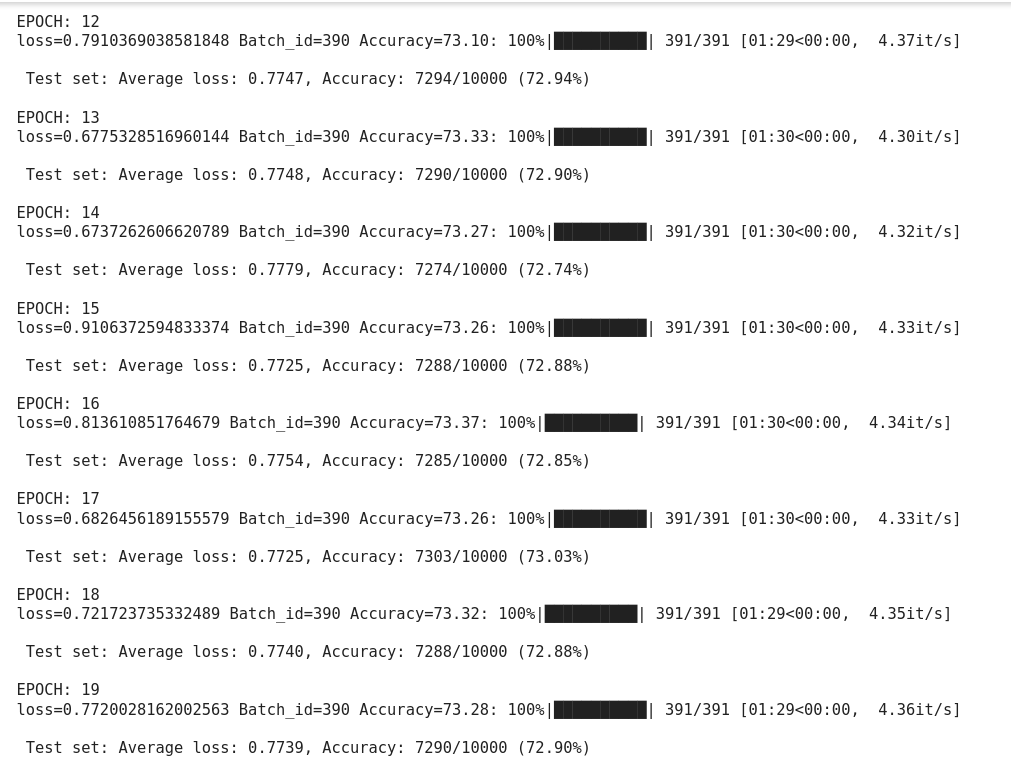 EPOCH: 12
loss=0.7910369038581848 Batch_id=390 Accuracy=73.10: 100%|██████████| 391/391 [01:29<00:00,  4.37it/s]
Test set: Average loss: 0.7747, Accuracy: 7294/10000 (72.94%)
EPOCH: 13
loss=0.6775328516960144 Batch_id=390 Accuracy=73.33: 100%|██████████| 391/391 [01:30<00:00,  4.30it/s]
Test set: Average loss: 0.7748, Accuracy: 7290/10000 (72.90%)
EPOCH: 14
loss=0.6737262606620789 Batch_id=390 Accuracy=73.27: 100%|██████████| 391/391 [01:30<00:00,  4.32it/s]
Test set: Average loss: 0.7779, Accuracy: 7274/10000 (72.74%)
EPOCH: 15
loss=0.9106372594833374 Batch_id=390 Accuracy=73.26: 100%|██████████| 391/391 [01:30<00:00,  4.33it/s]
Test set: Average loss: 0.7725, Accuracy: 7288/10000 (72.88%)
EPOCH: 16
loss=0.813610851764679 Batch_id=390 Accuracy=73.37: 100%|██████████| 391/391 [01:30<00:00,  4.34it/s]
Test set: Average loss: 0.7754, Accuracy: 7285/10000 (72.85%)
EPOCH: 17
loss=0.6826456189155579 Batch_id=390 Accuracy=73.26: 100%|██████████| 391/391 [01:30<00:00,  4.33it/s]
Test set: Average loss: 0.7725, Accuracy: 7303/10000 (73.03%)
EPOCH: 18
loss=0.721723735332489 Batch_id=390 Accuracy=73.32: 100%|██████████| 391/391 [01:29<00:00,  4.35it/s]
Test set: Average loss: 0.7740, Accuracy: 7288/10000 (72.88%)
EPOCH: 19
loss=0.7720028162002563 Batch_id=390 Accuracy=73.28: 100%|██████████| 391/391 [01:29<00:00,  4.36it/s]
Test set: Average loss: 0.7739, Accuracy: 7290/10000 (72.90%)